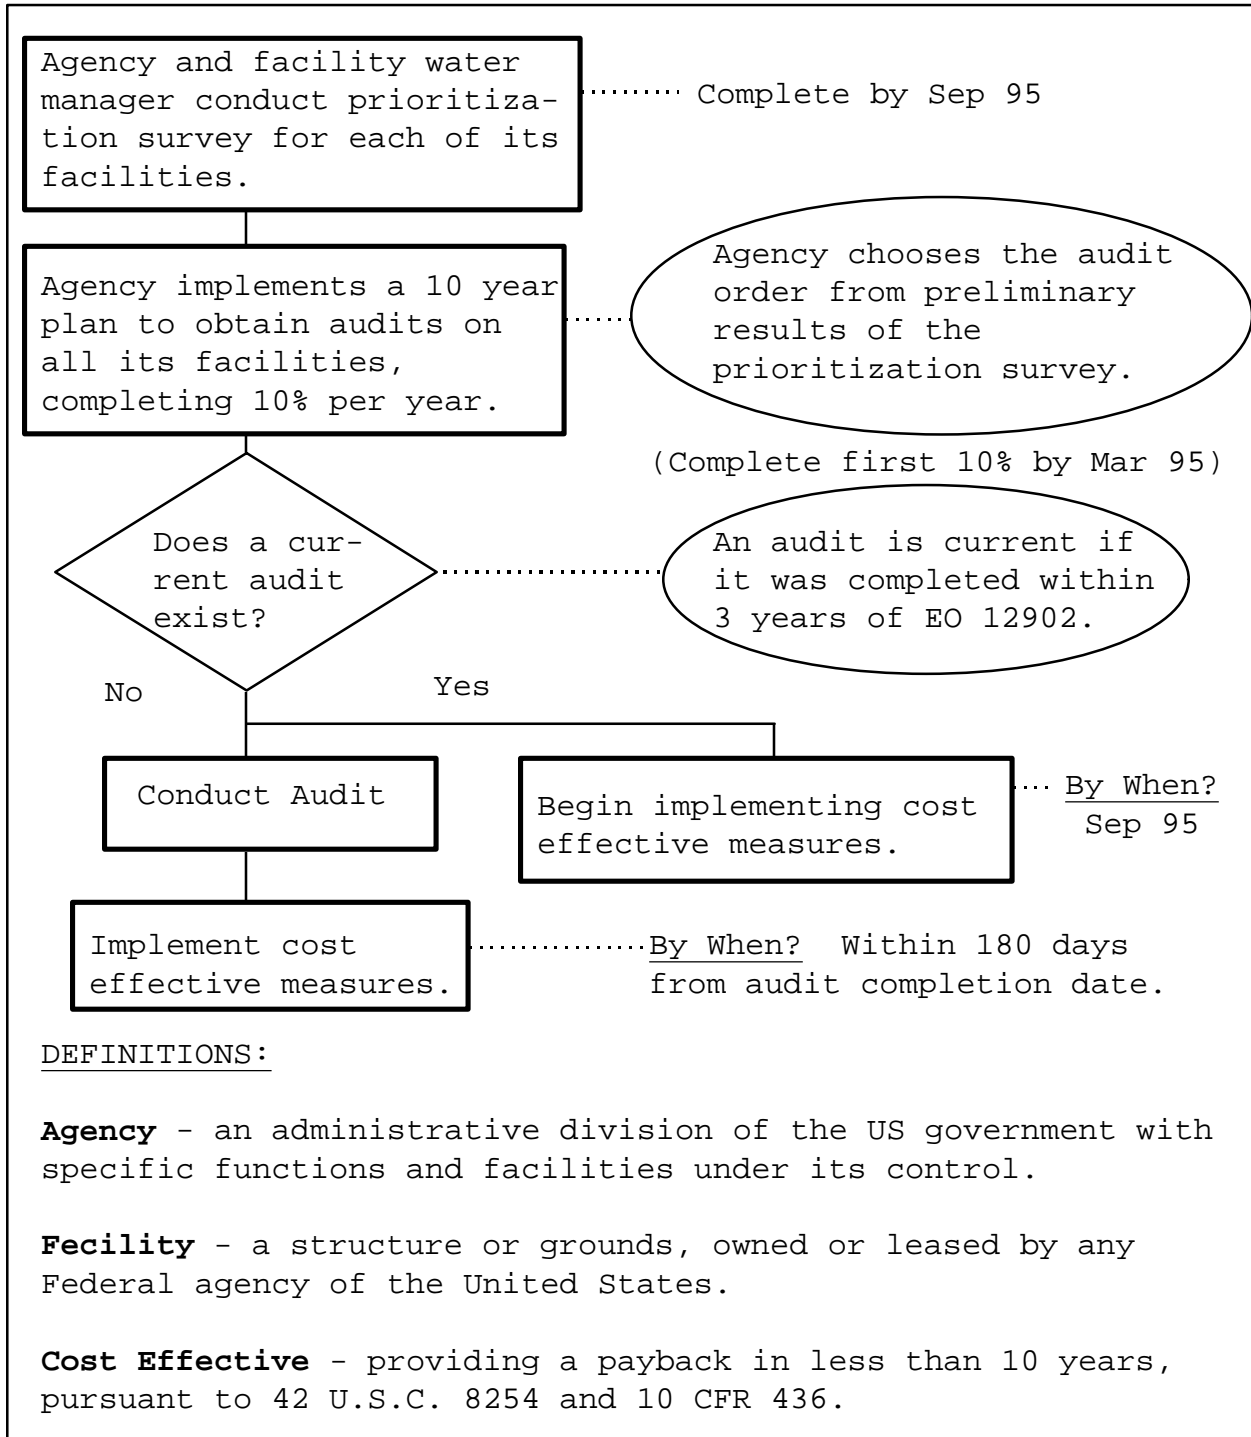 Agency and facility water
manager conduct prioritiza-
tion survey for each of its
facilities.
Complete by Sep 95
Agency implements a 10 year
plan to obtain audits on
all its facilities,
completing 10% per year.
Agency chooses the audit
order from preliminary
results of the
prioritization survey.
(Complete first 10% by Mar 95)
Does a cur-
rent audit
exist?
An audit is current if
it was completed within
3 years of EO 12902.
No
Yes
Conduct Audit
Begin implementing cost
effective measures.
By When?
Sep 95
Implement cost
effective measures.
By When? Within 180 days
from audit completion date.
DEFINITIONS:
Agency - an administrative division of the US government with
specific functions and facilities under its control.
Fecility - a structure or grounds, owned or leased by any
Federal agency of the United States.
Cost Effective - providing a payback in less than 10 years,
pursuant to 42 U.S.C. 8254 and 10 CFR 436.